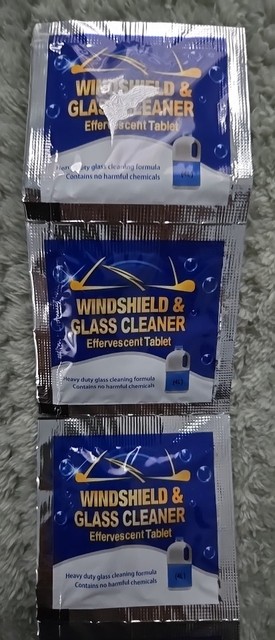 WINDSHIELD &
GLASS CLEANER
Effervescent Tablet
Heavy duty glass cleaning formula
Contains no harmful chemicals
WINDSHIELD &
GLASS CLEANER
Effervescent Tablet
Heavy duty glass cleaning formula
Contains no harmful chemicals
WINDSHIELD &
GLASS CLEANER
Effervescent Tablet
Heavy duty glass cleaning formula
Contains no harmful chemicals